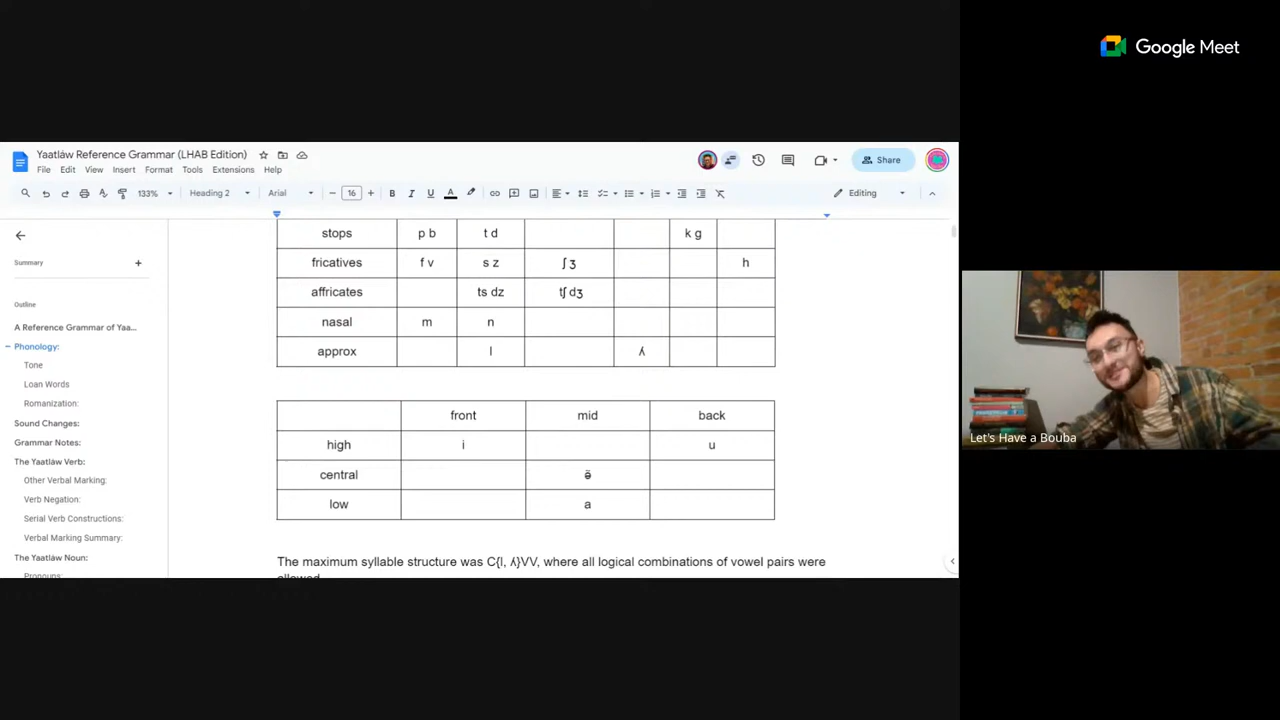 Google Meet
Yaatláw Reference Grammar (LHAB Edition)
File Edit View Insert Format Tools Extensions Help
Share
133% Heading 2 Arial 16 B I U A Editing
Summary
Outline
A Reference Grammar of Yaa...
Phonology:
Tone
Loan Words
Romanization:
Sound Changes:
Grammar Notes:
The Yaatláw Verb:
Other Verbal Marking:
Verb Negation:
Serial Verb Constructions:
Verbal Marking Summary:
The Yaatláw Noun:
Pronouns:
stops p b t d k g
fricatives f v s z ʃ ʒ h
affricates ts dz tʃ dʒ
nasal m n
approx l ʎ
front mid back
high i u
central ɘ̃
low a
The maximum syllable structure was C{l, ʎ}VV, where all logical combinations of vowel pairs were
allowed
Let's Have a Bouba